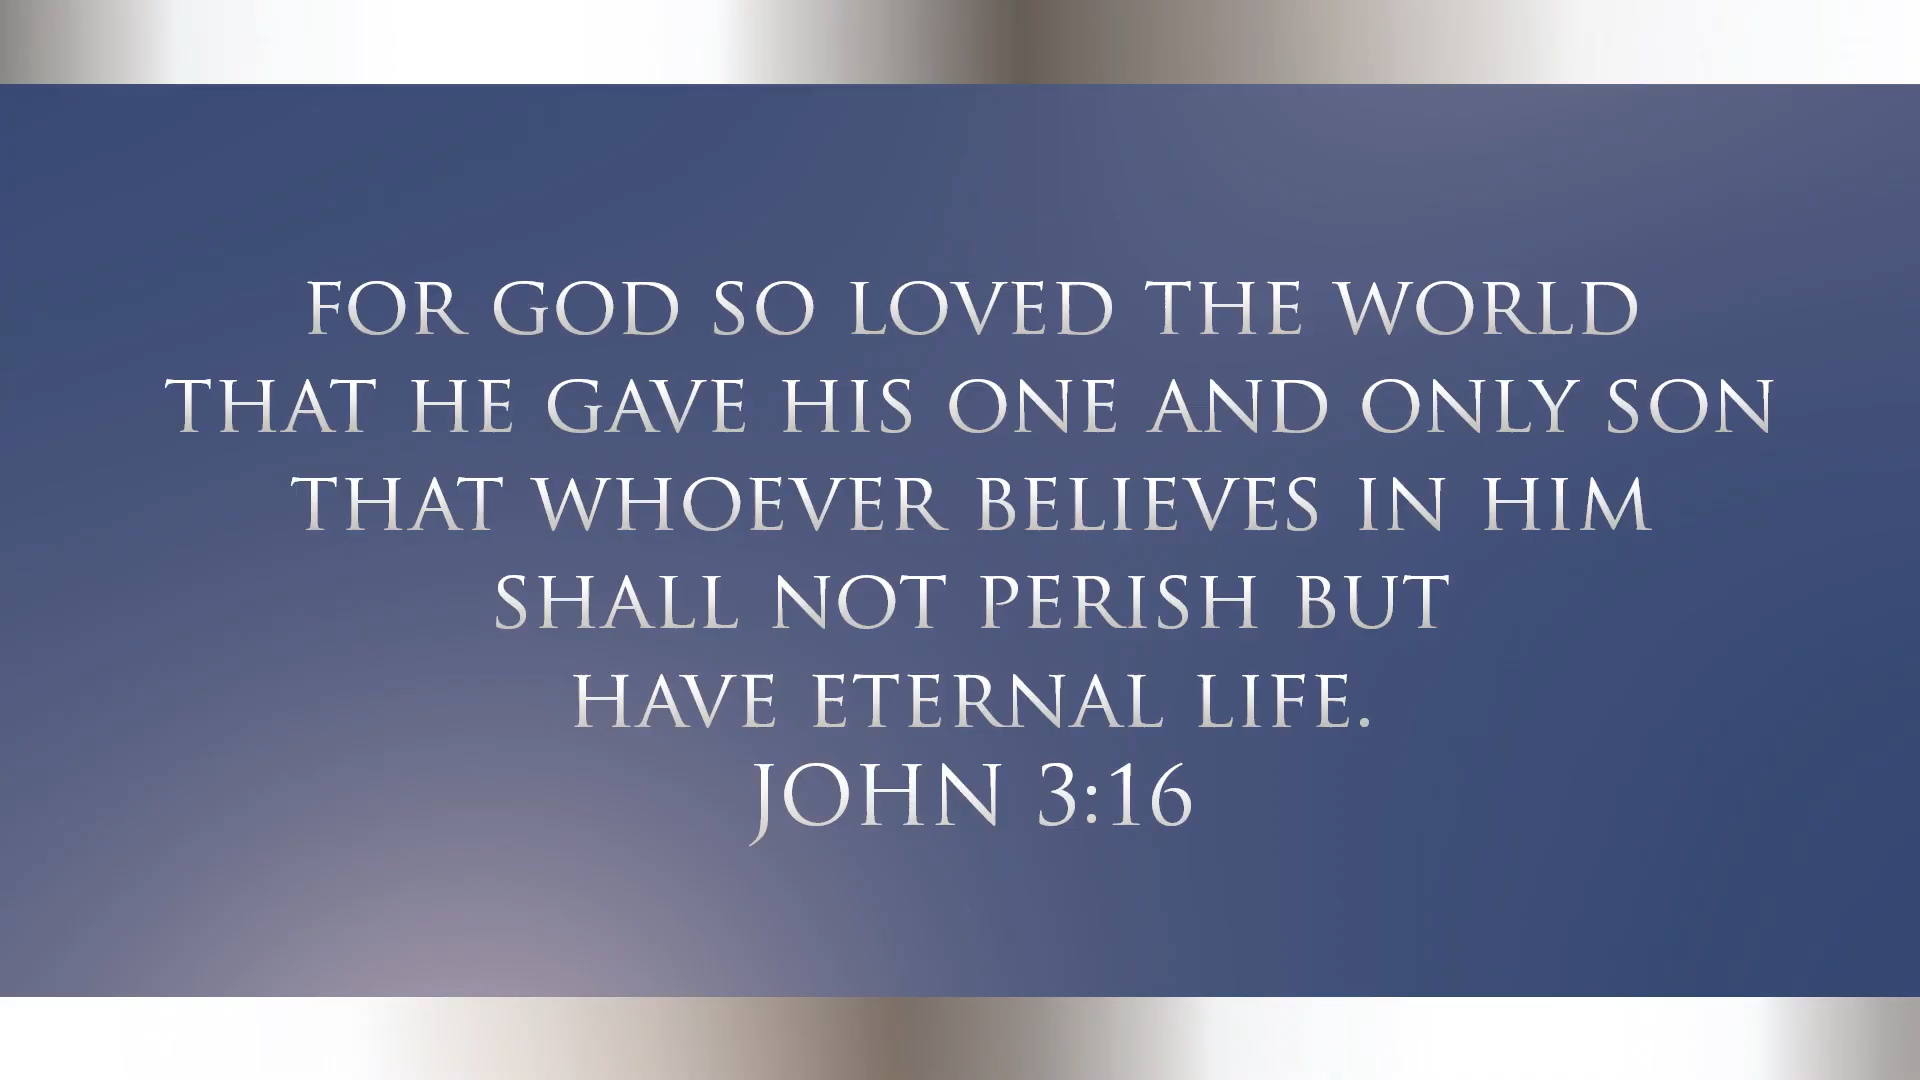 FOR GOD SO LOVED THE WORLD
THAT HE GAVE HIS ONE AND ONLY SON
THAT WHOEVER BELIEVES IN HIM
SHALL NOT PERISH BUT
HAVE ETERNAL LIFE.
JOHN 3:16